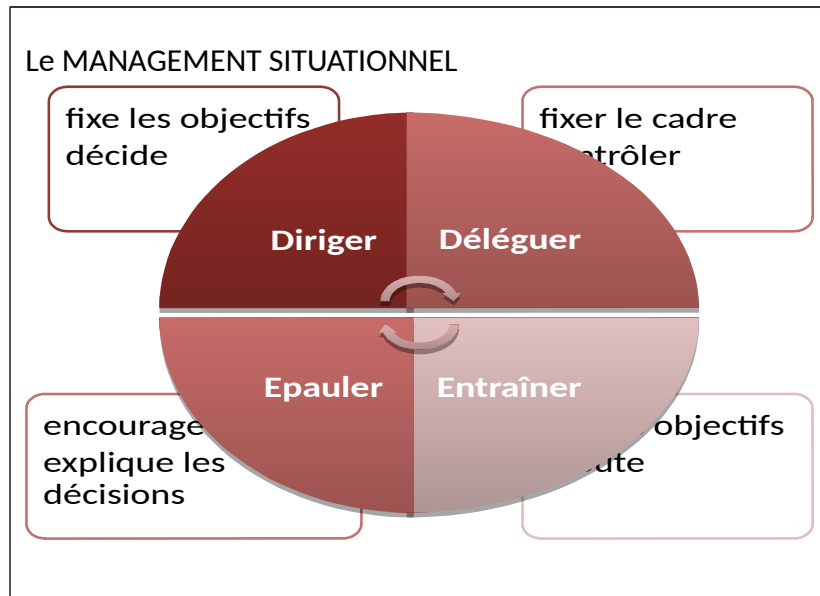 Le MANAGEMENT SITUATIONNEL
fixe les objectifs
décide
fixer le cadre
Diriger
Déléguer
Epauler
Entraîner
encourage
explique les
décisions
objectifs